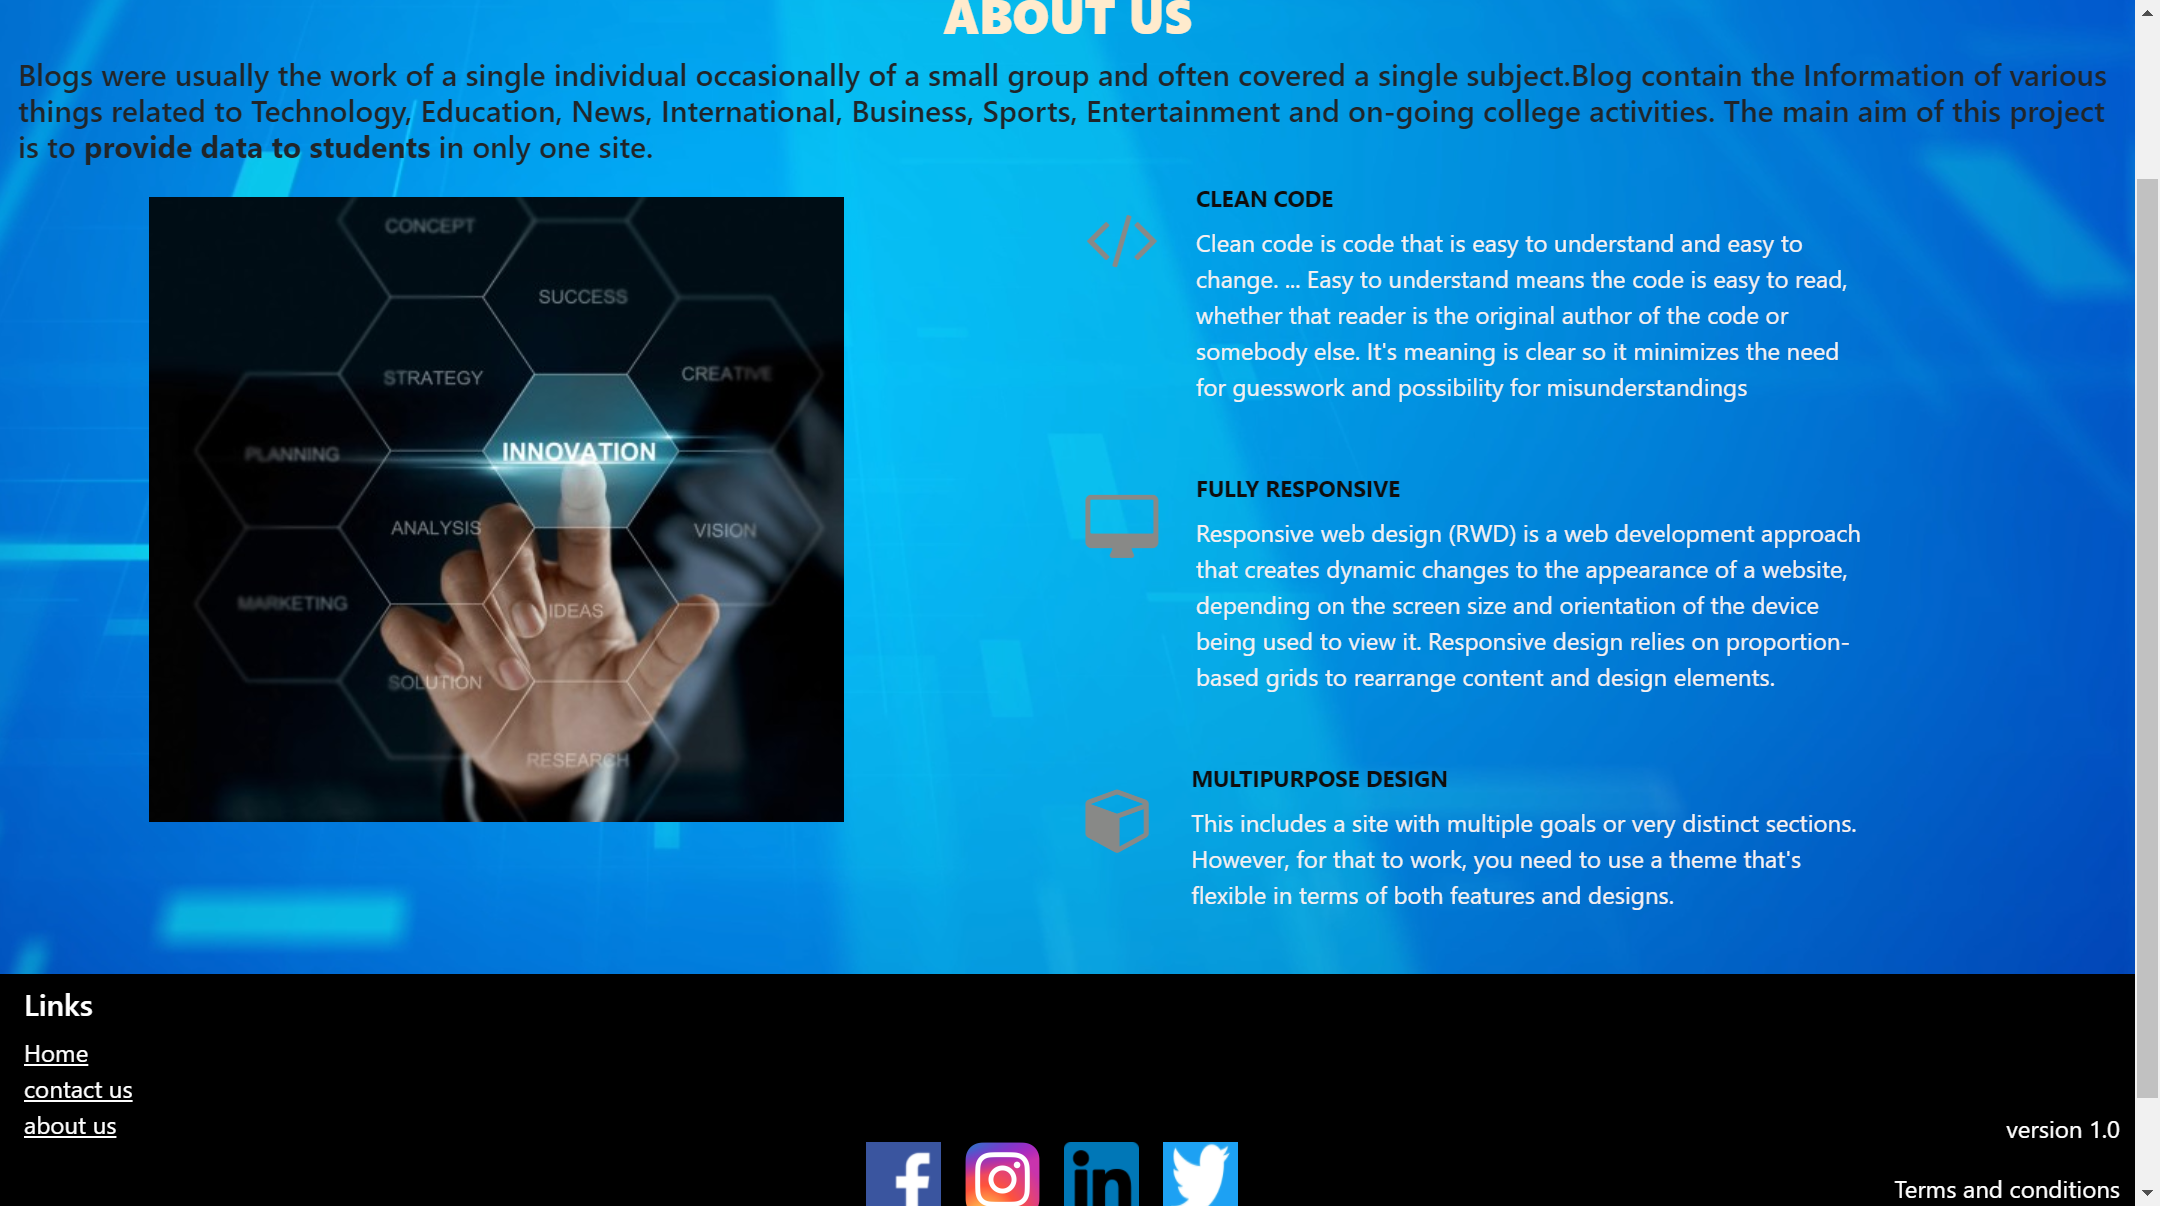 ABOUT US
Blogs were usually the work of a single individual occasionally of a small group and often covered a single subject.Blog contain the Information of various
things related to Technology, Education, News, International, Business, Sports, Entertainment and on-going college activities. The main aim of this project
is to provide data to students in only one site.
CONCEPT
SUCCESS
STRATEGY
CREATIVE
PLANNING
INNOVATION
ANALYSIS
VISION
MARKETING
IDEAS
SOLUTION
RESEARCH
CLEAN CODE
Clean code is code that is easy to understand and easy to
change. ... Easy to understand means the code is easy to read,
whether that reader is the original author of the code or
somebody else. It's meaning is clear so it minimizes the need
for guesswork and possibility for misunderstandings
FULLY RESPONSIVE
Responsive web design (RWD) is a web development approach
that creates dynamic changes to the appearance of a website,
depending on the screen size and orientation of the device
being used to view it. Responsive design relies on proportion-
based grids to rearrange content and design elements.
MULTIPURPOSE DESIGN
This includes a site with multiple goals or very distinct sections.
However, for that to work, you need to use a theme that's
flexible in terms of both features and designs.
Links
Home
contact us
about us
f
in
version 1.0
Terms and conditions